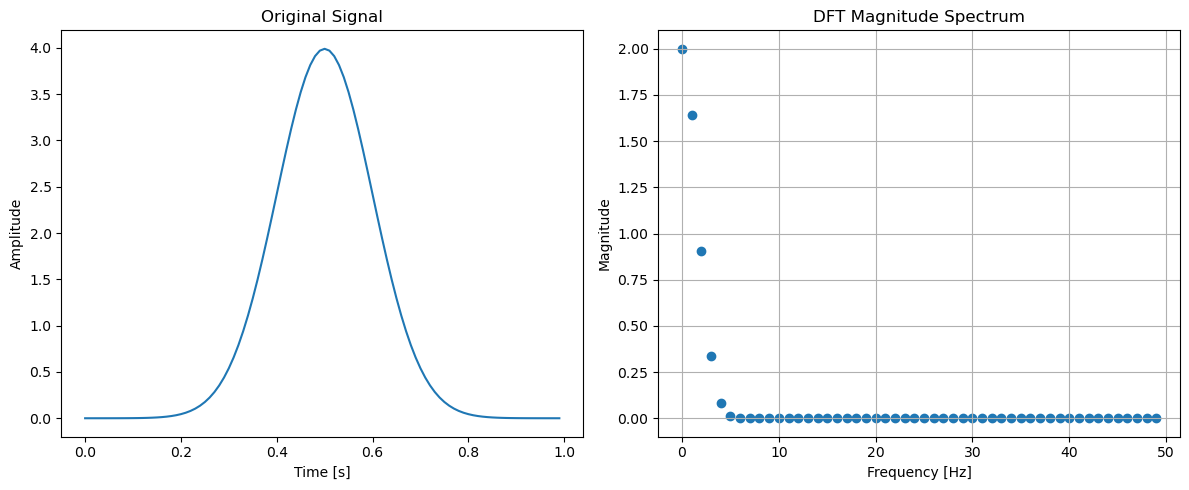 Original Signal
4.0
3.5
3.0
2.5
2.0
1.5
1.0
0.5
0.0
Amplitude
0.0 0.2 0.4 0.6 0.8 1.0
Time [s]
DFT Magnitude Spectrum
2.00
1.75
1.50
1.25
1.00
0.75
0.50
0.25
0.00
Magnitude
0 10 20 30 40 50
Frequency [Hz]